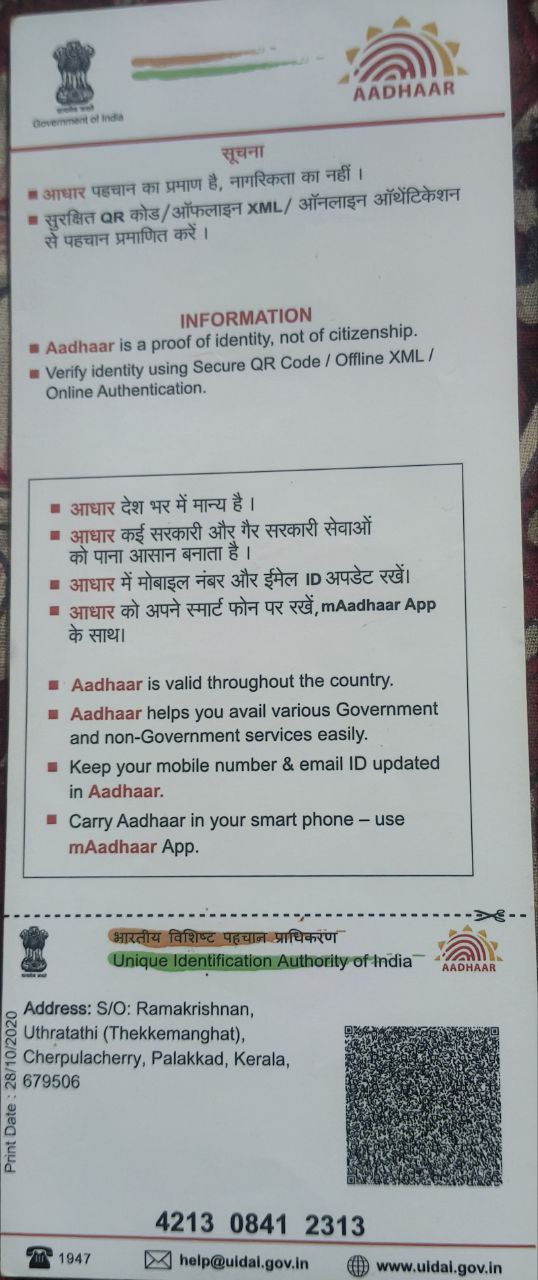 सत्यमेव जयते
Government of India
AADHAAR
सूचना
आधार पहचान का प्रमाण है, नागरिकता का नहीं ।
सुरक्षित QR कोड/ऑफलाइन XML/ ऑनलाइन ऑथेंटिकेशन
से पहचान प्रमाणित करें ।
INFORMATION
Aadhaar is a proof of identity, not of citizenship.
Verify identity using Secure QR Code / Offline XML /
Online Authentication.
आधार देश भर में मान्य है ।
आधार कई सरकारी और गैर सरकारी सेवाओं
को पाना आसान बनाता है ।
आधार में मोबाइल नंबर और ईमेल ID अपडेट रखें।
आधार को अपने स्मार्ट फोन पर रखें, mAadhaar App
के साथ।
Aadhaar is valid throughout the country.
Aadhaar helps you avail various Government
and non-Government services easily.
Keep your mobile number & email ID updated
in Aadhaar.
Carry Aadhaar in your smart phone – use
mAadhaar App.
भारतीय विशिष्ट पहचान प्राधिकरण
Unique Identification Authority of India
AADHAAR
Address: S/O: Ramakrishnan,
Uthratathi (Thekkemanghat),
Cherpulacherry, Palakkad, Kerala,
679506
Print Date : 28/10/2020
4213 0841 2313
1947
help@uidai.gov.in
www.uidai.gov.in